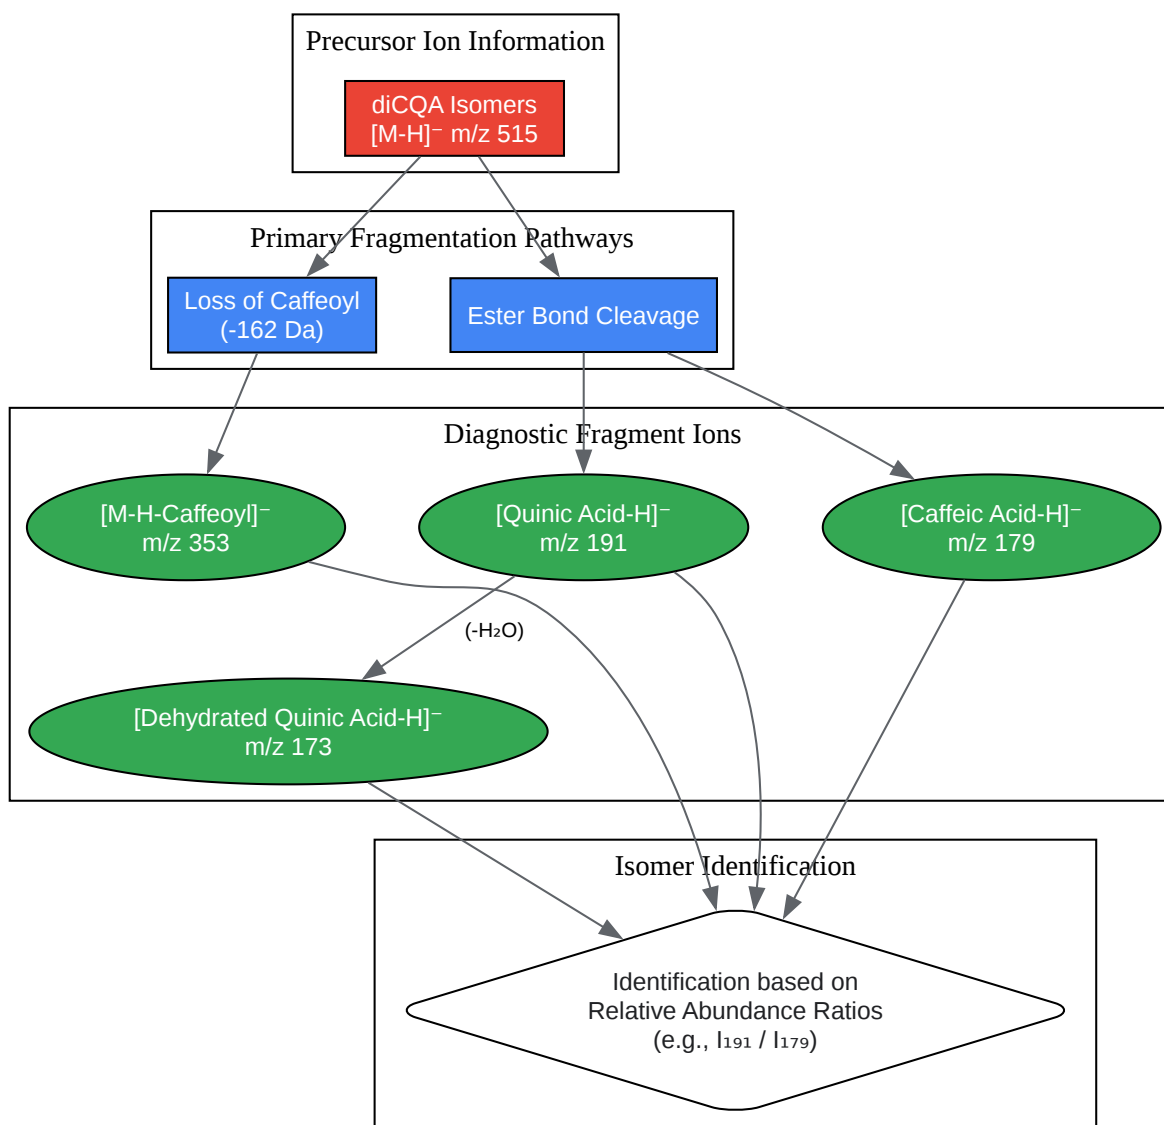 Precursor Ion Information
diCQA Isomers
[M-H]⁻ m/z 515
Primary Fragmentation Pathways
Loss of Caffeoyl
(-162 Da)
Ester Bond Cleavage
Diagnostic Fragment Ions
[M-H-Caffeoyl]⁻
m/z 353
[Quinic Acid-H]⁻
m/z 191
[Caffeic Acid-H]⁻
m/z 179
(-H₂O)
[Dehydrated Quinic Acid-H]⁻
m/z 173
Isomer Identification
Identification based on
Relative Abundance Ratios
(e.g., I₁₉₁ / I₁₇₉)